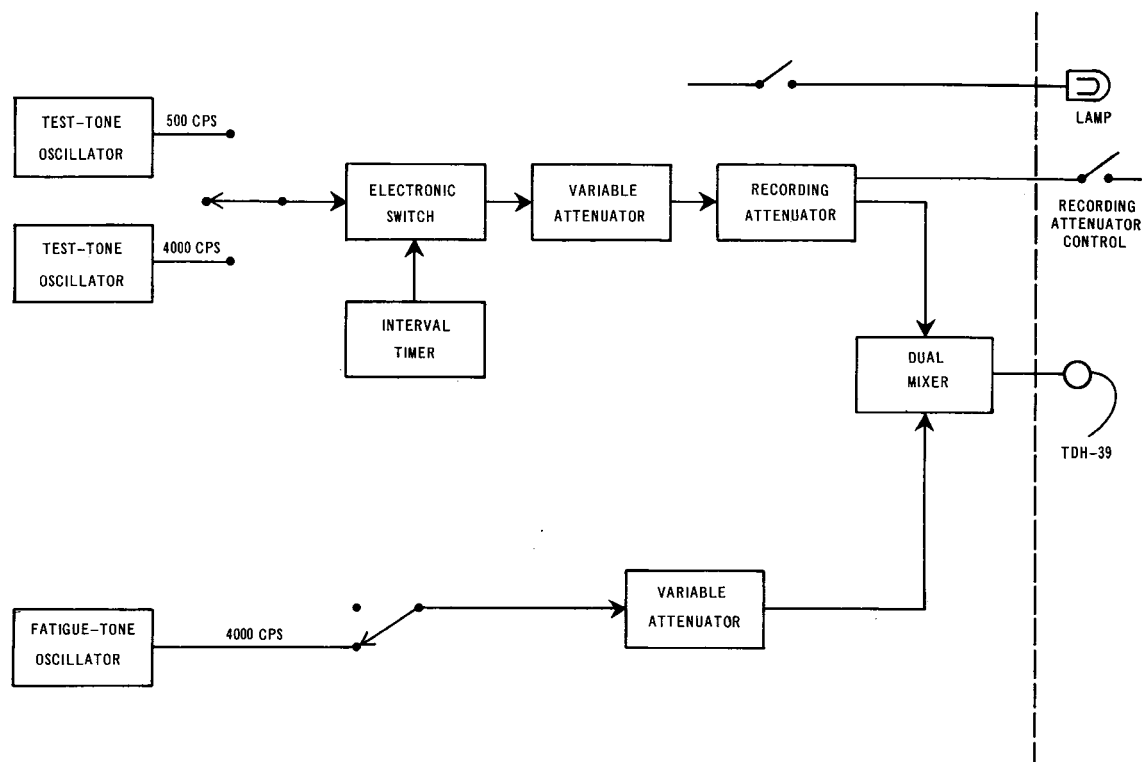 LAMP
TEST-TONE
OSCILLATOR
500 CPS
ELECTRONIC
SWITCH
VARIABLE
ATTENUATOR
RECORDING
ATTENUATOR
RECORDING
ATTENUATOR
CONTROL
TEST-TONE
OSCILLATOR
4000 CPS
INTERVAL
TIMER
DUAL
MIXER
TDH-39
FATIGUE-TONE
OSCILLATOR
4000 CPS
VARIABLE
ATTENUATOR